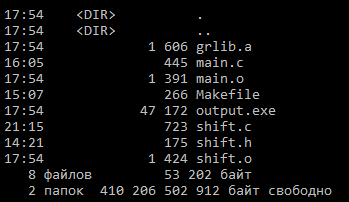 17:54 <DIR> .
17:54 <DIR> ..
17:54 1 606 grlib.a
16:05 445 main.c
17:54 1 391 main.o
15:07 266 Makefile
17:54 47 172 output.exe
21:15 723 shift.c
14:21 175 shift.h
17:54 1 424 shift.o
8 файлов 53 202 байт
2 папок 410 206 502 912 байт свободно